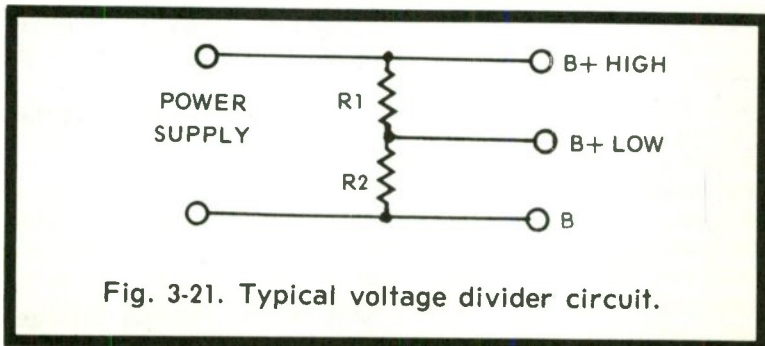 B+ HIGH
POWER
SUPPLY
R1
B+ LOW
R2
B
Fig. 3-21. Typical voltage divider circuit.